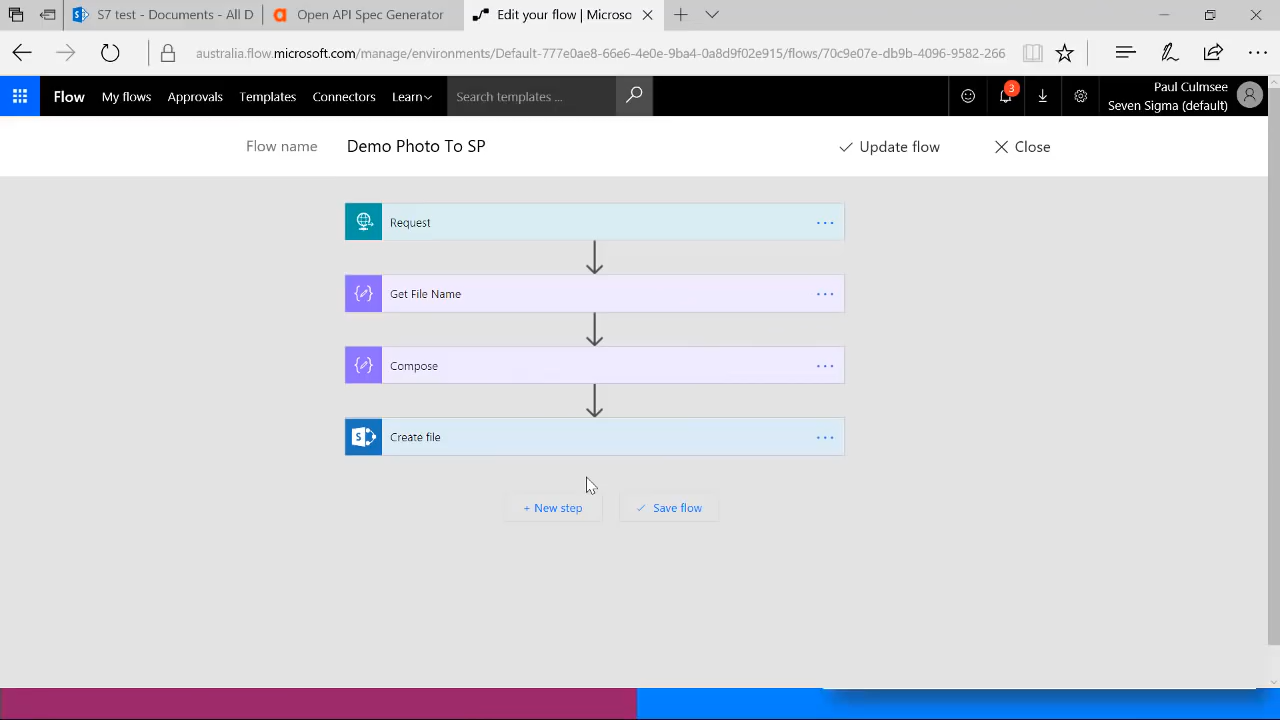 S7 test - Documents - All D
Open API Spec Generator
Edit your flow | Microso
australia.flow.microsoft.com/manage/environments/Default-777e0ae8-66e6-4e0e-9ba4-0a8d9f02e915/flows/70c9e07e-db9b-4096-9582-266
Flow
My flows
Approvals
Templates
Connectors
Learn
Search templates ...
3
Paul Culmsee
Seven Sigma (default)
Flow name
Demo Photo To SP
Update flow
Close
Request
Get File Name
Compose
S
Create file
+ New step
Save flow